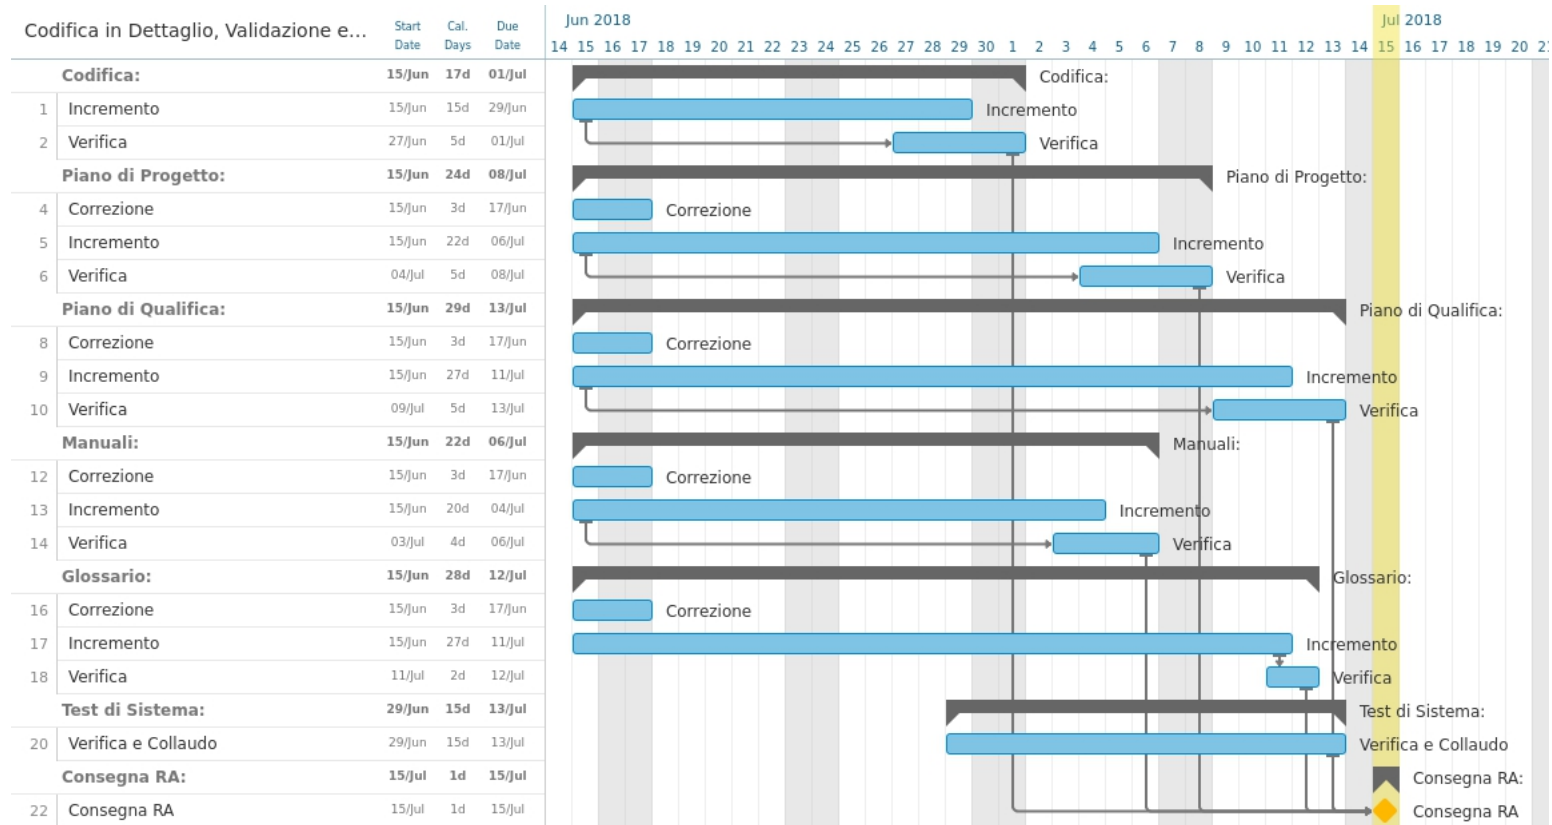 Codifica in Dettaglio, Validazione e... Start Date Cal. Days Due Date
Jun 2018 Jul 2018
14 15 16 17 18 19 20 21 22 23 24 25 26 27 28 29 30 1 2 3 4 5 6 7 8 9 10 11 12 13 14 15 16 17 18 19 20 21
Codifica: 15/Jun 17d 01/Jul Codifica:
1 Incremento 15/Jun 15d 29/Jun Incremento
2 Verifica 27/Jun 5d 01/Jul Verifica
Piano di Progetto: 15/Jun 24d 08/Jul Piano di Progetto:
4 Correzione 15/Jun 3d 17/Jun Correzione
5 Incremento 15/Jun 22d 06/Jul Incremento
6 Verifica 04/Jul 5d 08/Jul Verifica
Piano di Qualifica: 15/Jun 29d 13/Jul Piano di Qualifica:
8 Correzione 15/Jun 3d 17/Jun Correzione
9 Incremento 15/Jun 27d 11/Jul Incremento
10 Verifica 09/Jul 5d 13/Jul Verifica
Manuali: 15/Jun 22d 06/Jul Manuali:
12 Correzione 15/Jun 3d 17/Jun Correzione
13 Incremento 15/Jun 20d 04/Jul Incremento
14 Verifica 03/Jul 4d 06/Jul Verifica
Glossario: 15/Jun 28d 12/Jul Glossario:
16 Correzione 15/Jun 3d 17/Jun Correzione
17 Incremento 15/Jun 27d 11/Jul Incremento
18 Verifica 11/Jul 2d 12/Jul Verifica
Test di Sistema: 29/Jun 15d 13/Jul Test di Sistema:
20 Verifica e Collaudo 29/Jun 15d 13/Jul Verifica e Collaudo
Consegna RA: 15/Jul 1d 15/Jul Consegna RA:
22 Consegna RA 15/Jul 1d 15/Jul Consegna RA